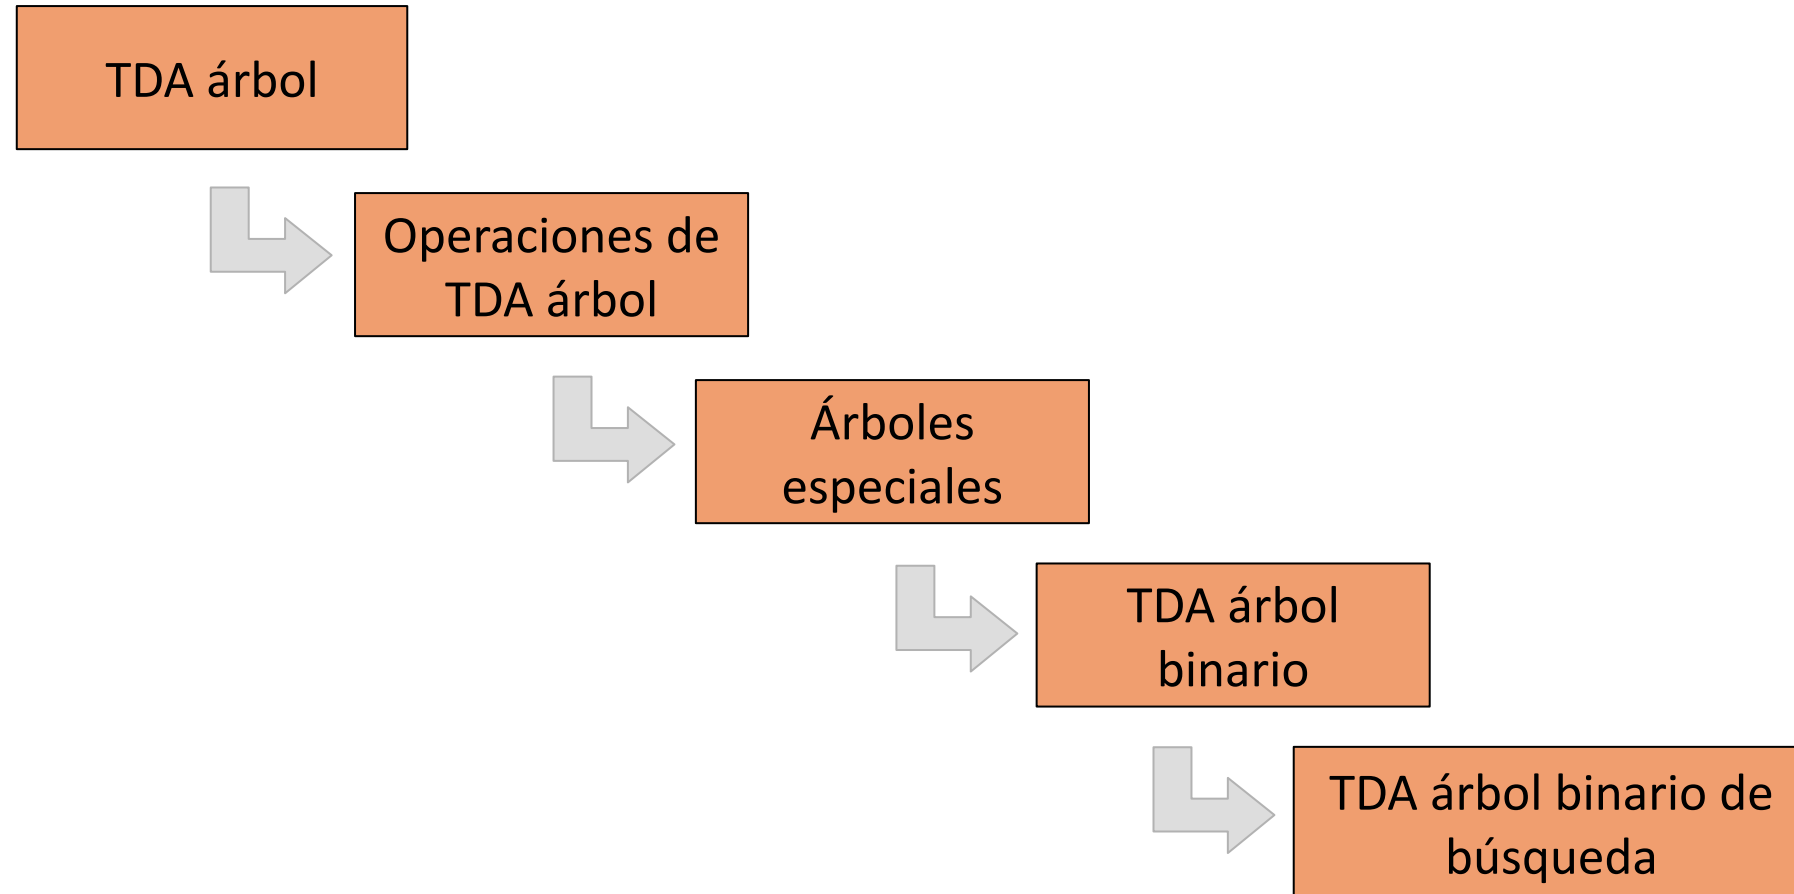 TDA árbol
Operaciones de
TDA árbol
Árboles
especiales
TDA árbol
binario
TDA árbol binario de
búsqueda